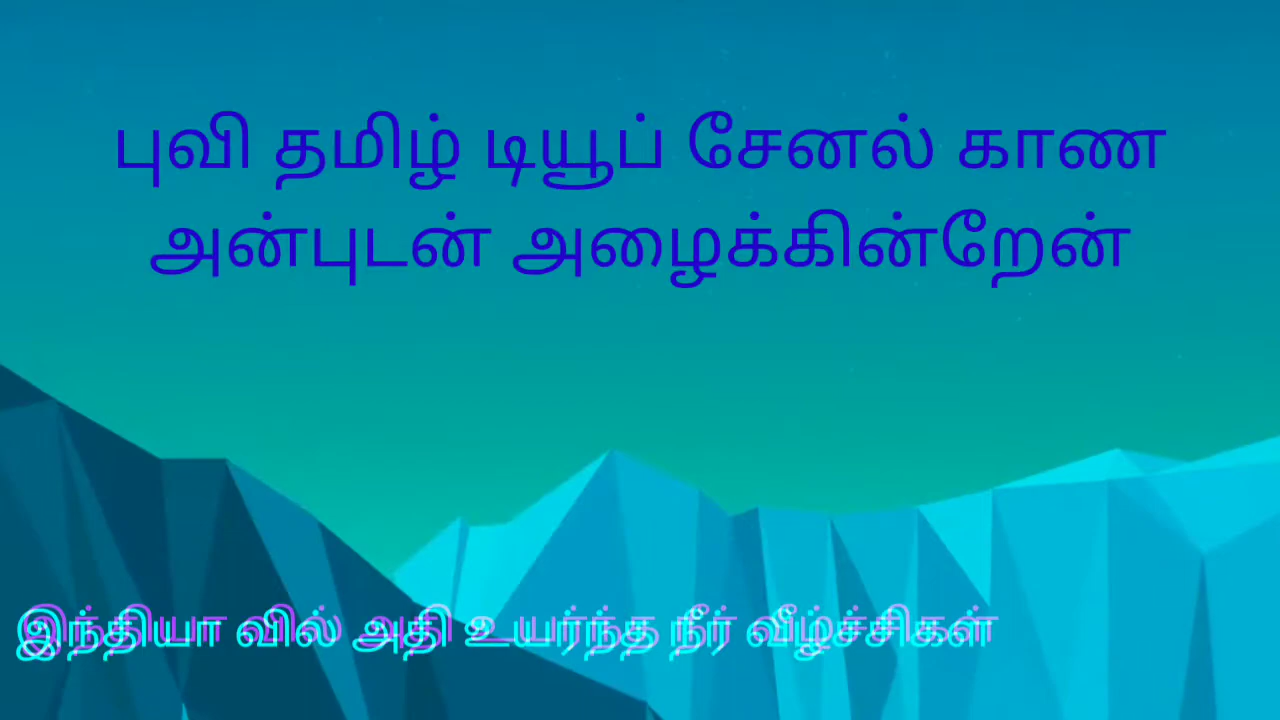 புவி தமிழ் டியூப் சேனல் காண
அன்புடன் அழைக்கின்றேன்
இந்தியா வில் அதி உயர்ந்த நீர் வீழ்ச்சிகள்